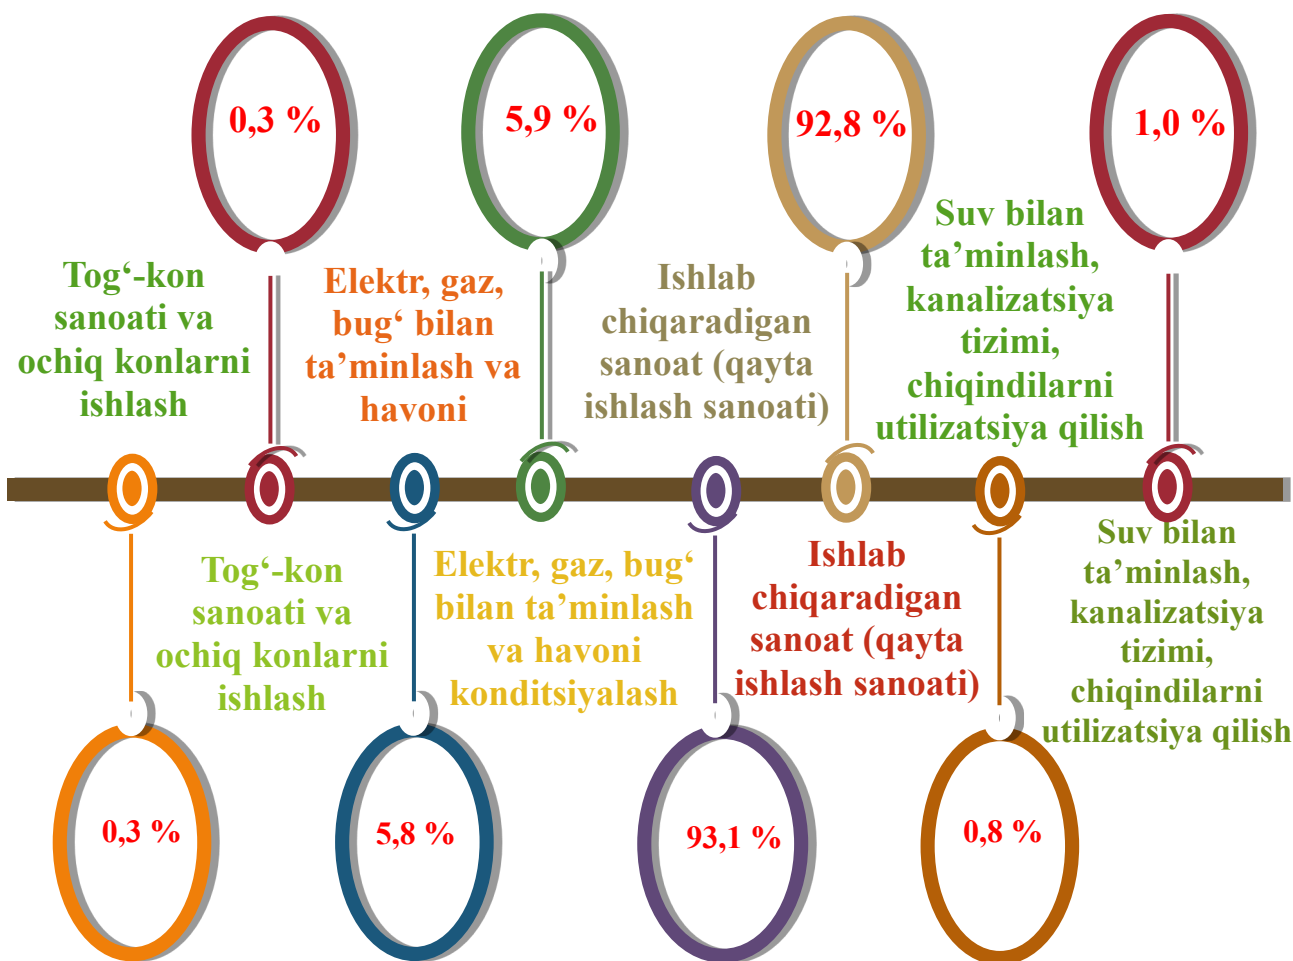 0,3 %
5,9 %
92,8 %
1,0 %
Tog‘-kon
sanoati va
ochiq konlarni
ishlash
Elektr, gaz,
bug‘ bilan
ta’minlash va
havoni
Ishlab
chiqaradigan
sanoat (qayta
ishlash sanoati)
Suv bilan
ta’minlash,
kanalizatsiya
tizimi,
chiqindilarni
utilizatsiya qilish
Tog‘-kon
sanoati va
ochiq konlarni
ishlash
Elektr, gaz, bug‘
bilan ta’minlash
va havoni
konditsiyalash
Ishlab
chiqaradigan
sanoat (qayta
ishlash sanoati)
Suv bilan
ta’minlash,
kanalizatsiya
tizimi,
chiqindilarni
utilizatsiya qilish
0,3 %
5,8 %
93,1 %
0,8 %